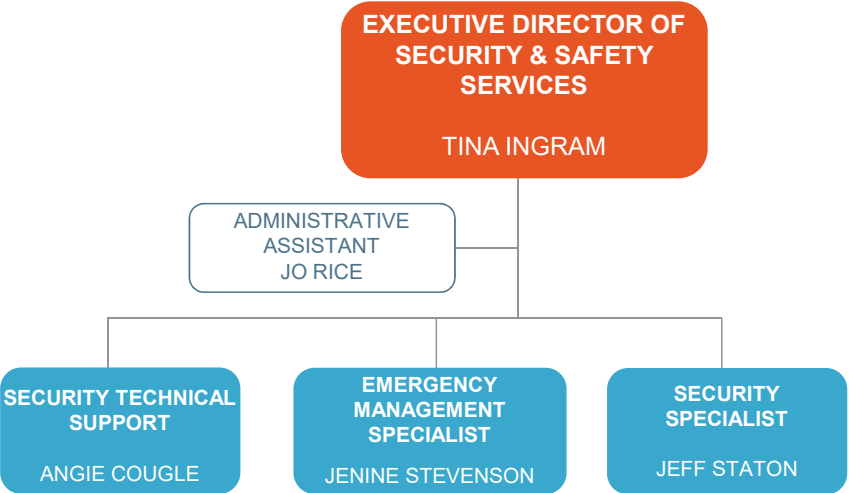 EXECUTIVE DIRECTOR OF
SECURITY & SAFETY
SERVICES
TINA INGRAM
ADMINISTRATIVE
ASSISTANT
JO RICE
SECURITY TECHNICAL
SUPPORT
ANGIE COUGLE
EMERGENCY
MANAGEMENT
SPECIALIST
JENINE STEVENSON
SECURITY
SPECIALIST
JEFF STATON